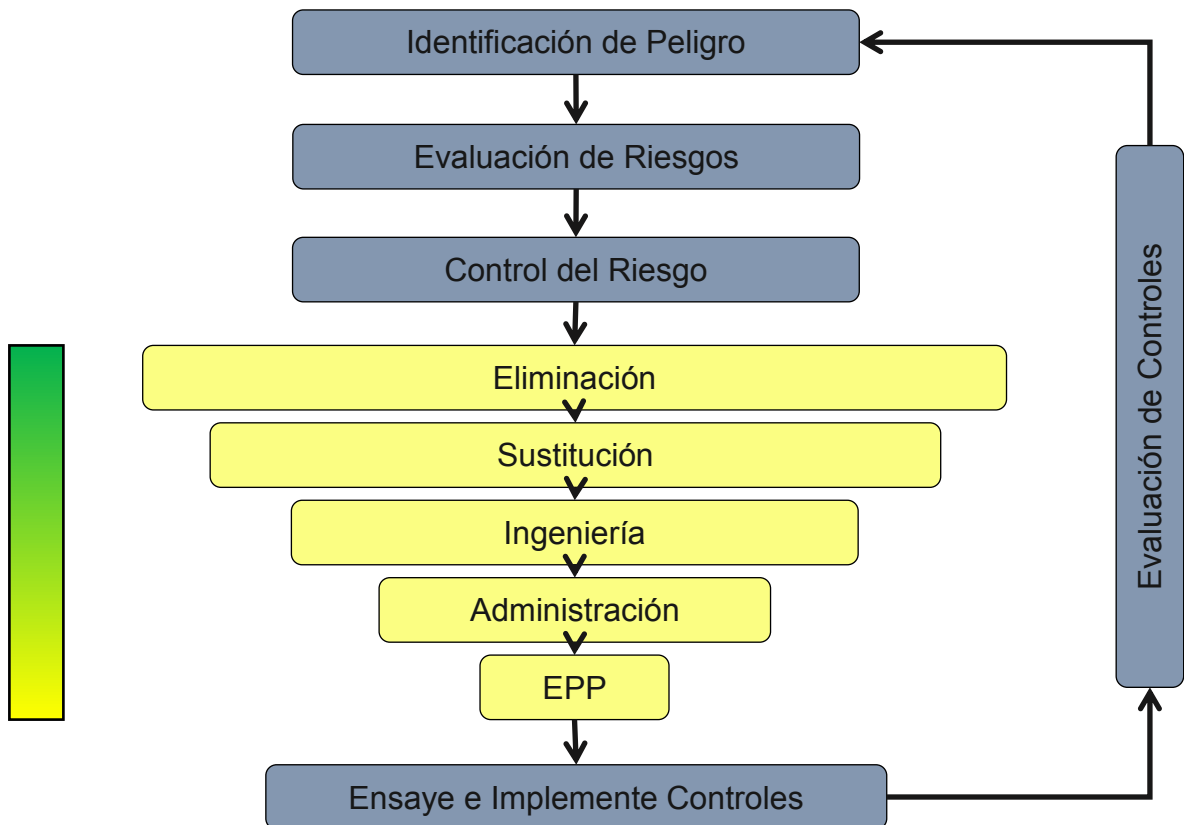 Identificación de Peligro
Evaluación de Riesgos
Control del Riesgo
Eliminación
Sustitución
Ingeniería
Administración
EPP
Ensaye e Implemente Controles
Evaluación de Controles